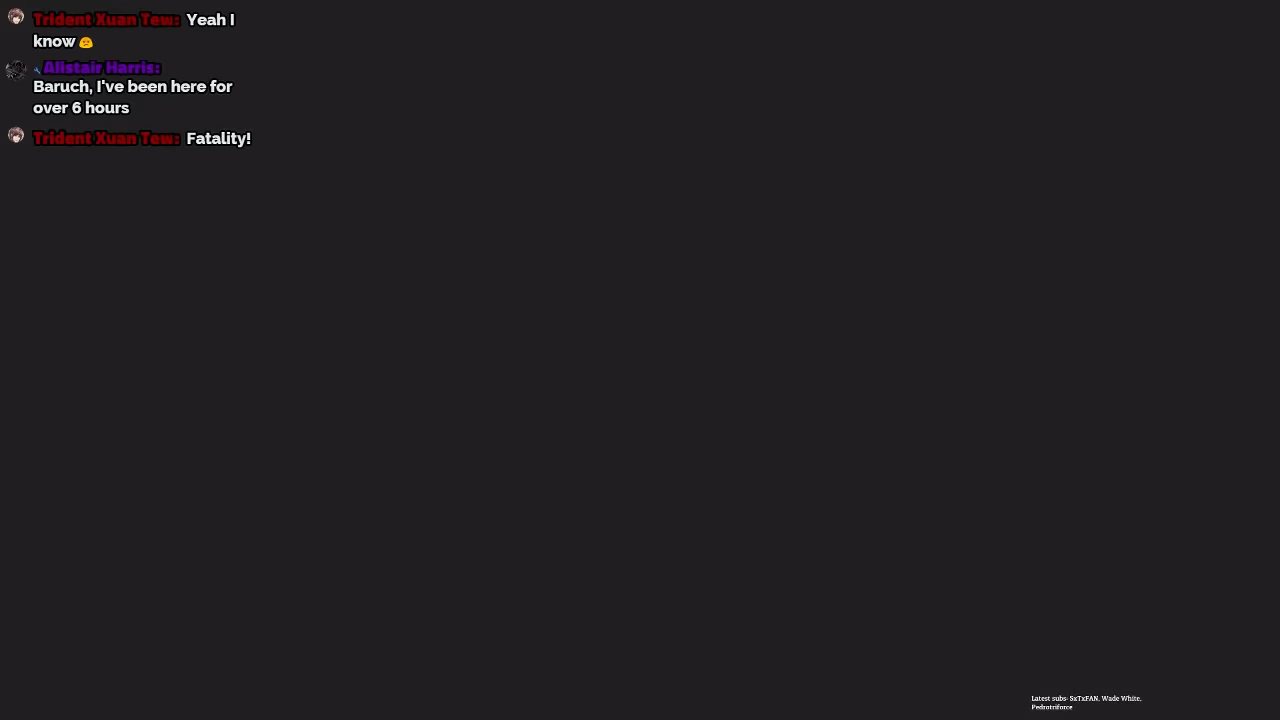 Trident Xuan Tew: Yeah I
know
Alistair Harris:
Baruch, I've been here for
over 6 hours
Trident Xuan Tew: Fatality!
Latest subs- SxTxFAN, Wade White,
Pedrotriforce